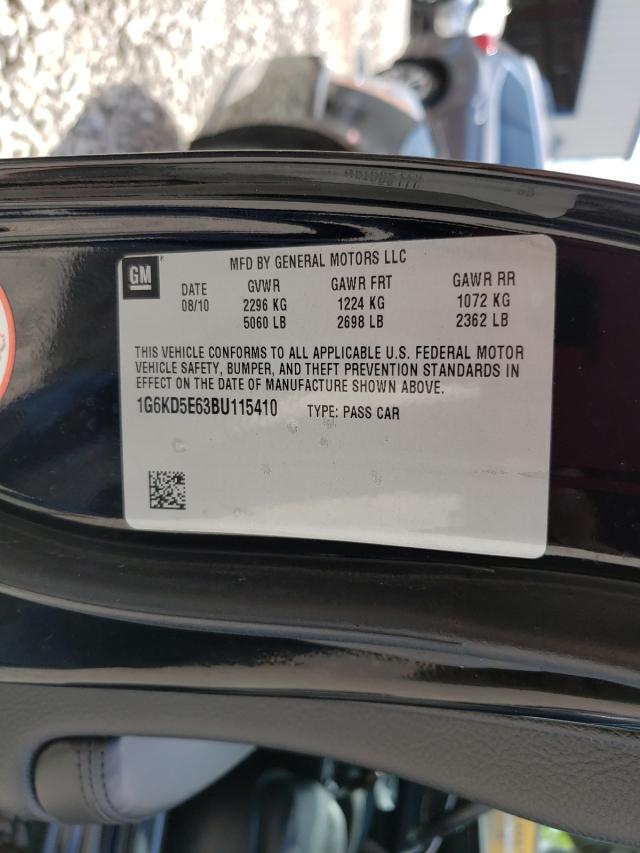 GM
MFD BY GENERAL MOTORS LLC
DATE GVWR GAWR FRT GAWR RR
08/10 2296 KG 1224 KG 1072 KG
5060 LB 2698 LB 2362 LB
THIS VEHICLE CONFORMS TO ALL APPLICABLE U.S. FEDERAL MOTOR
VEHICLE SAFETY, BUMPER, AND THEFT PREVENTION STANDARDS IN
EFFECT ON THE DATE OF MANUFACTURE SHOWN ABOVE.
1G6KD5E63BU115410 TYPE: PASS CAR